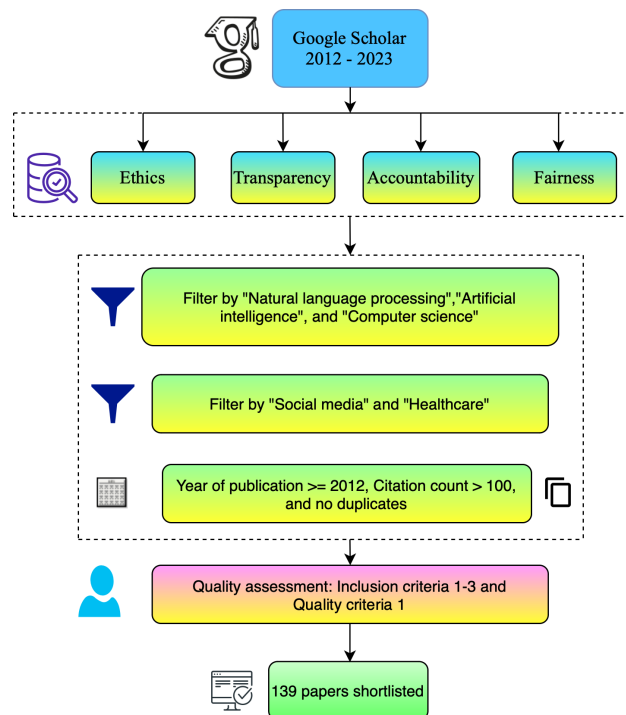 Google Scholar
2012 - 2023
Ethics
Transparency
Accountability
Fairness
Filter by "Natural language processing","Artificial
intelligence", and "Computer science"
Filter by "Social media" and "Healthcare"
Year of publication >= 2012, Citation count > 100,
and no duplicates
Quality assessment: Inclusion criteria 1-3 and
Quality criteria 1
139 papers shortlisted